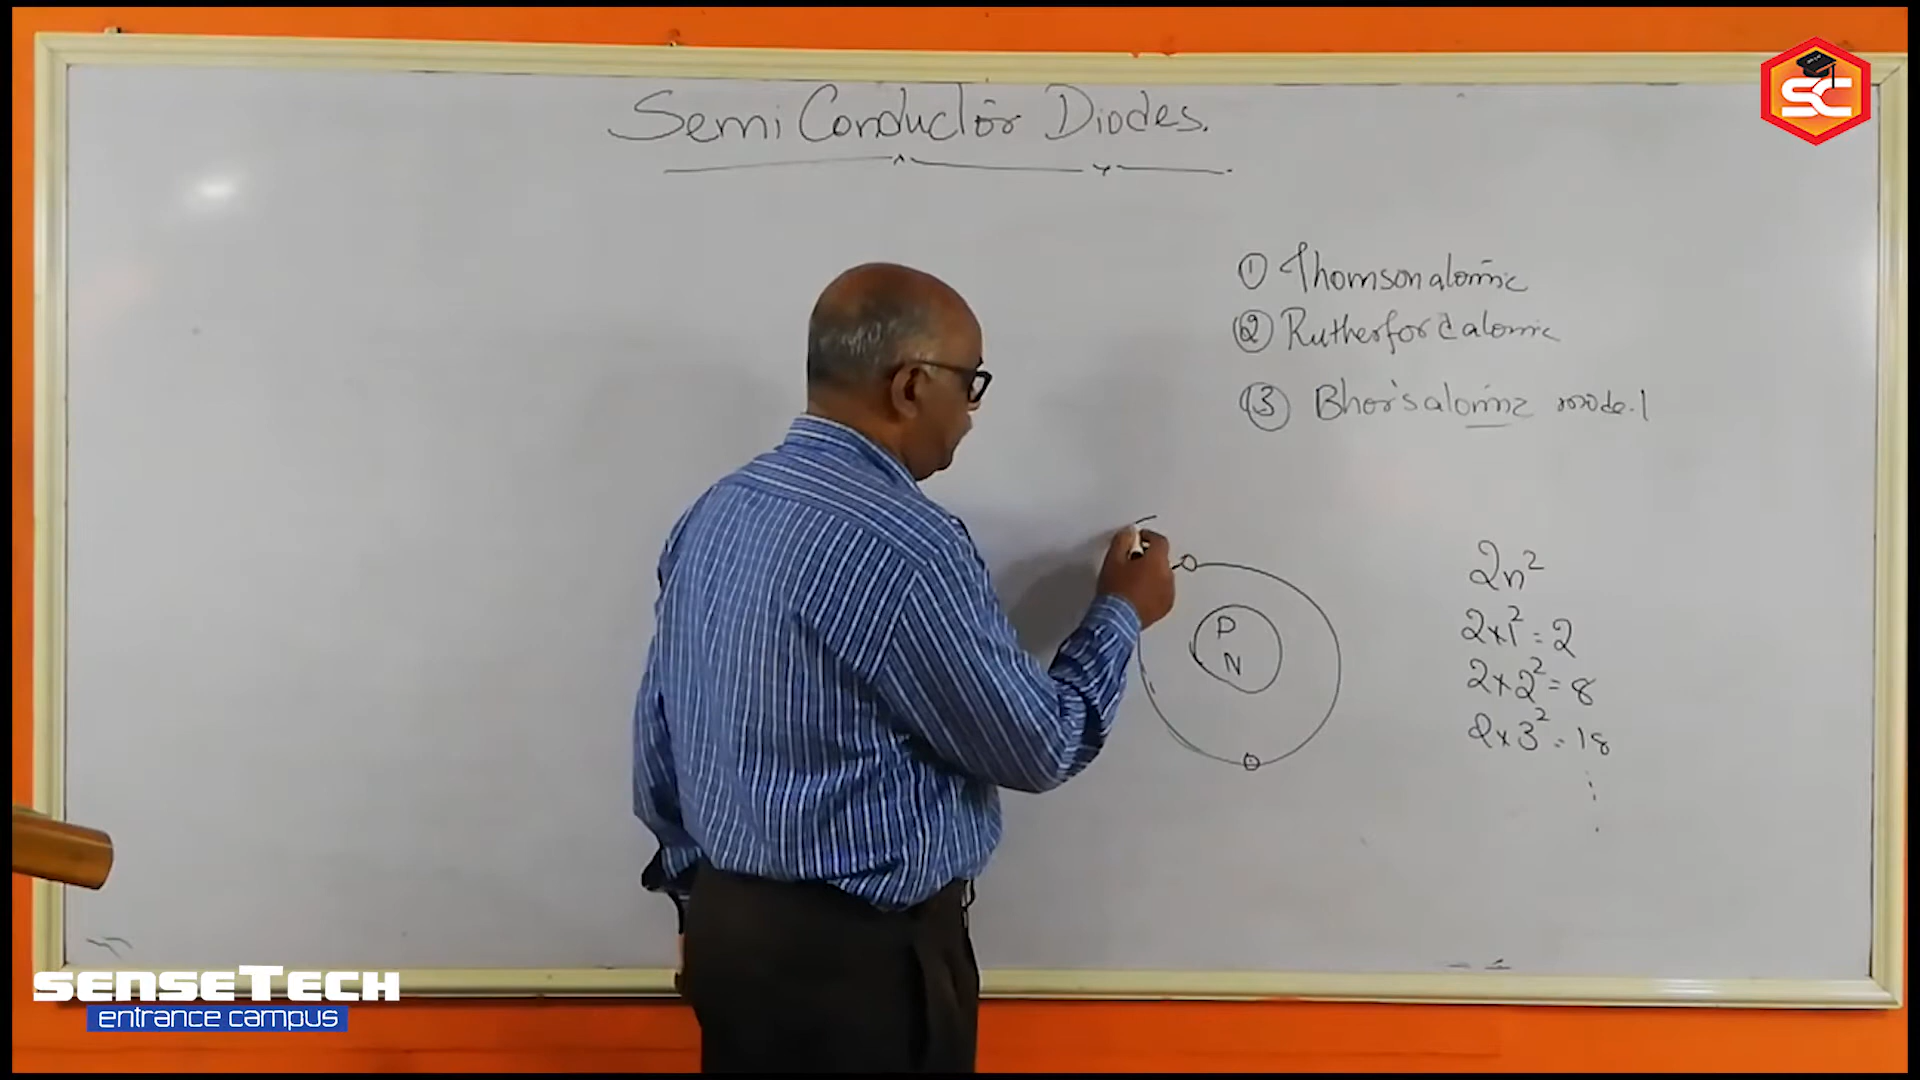 Semi Conductor Diodes.
SC
① Thomson atomic
② Rutherford atomic
③ Bhor's atomic model
2n²
2×1² = 2
2×2² = 8
2×3² = 18
P
N
SENSETECH
entrance campus